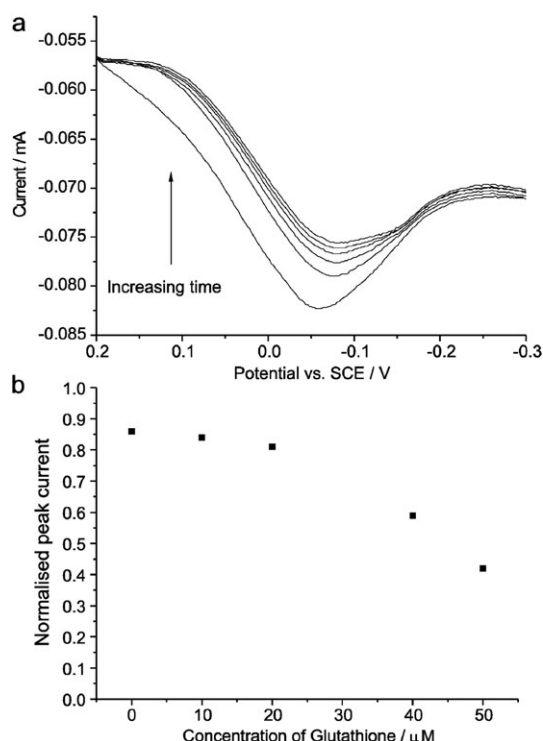 a
-0.055
-0.060
-0.065
-0.070
-0.075
-0.080
-0.085
Current / mA
Increasing time
0.2 0.1 0.0 -0.1 -0.2 -0.3
Potential vs. SCE / V
b
1.0
0.9
0.8
0.7
0.6
0.5
0.4
0.3
0.2
0.1
0.0
Normalised peak current
0 10 20 30 40 50
Concentration of Glutathione / μM